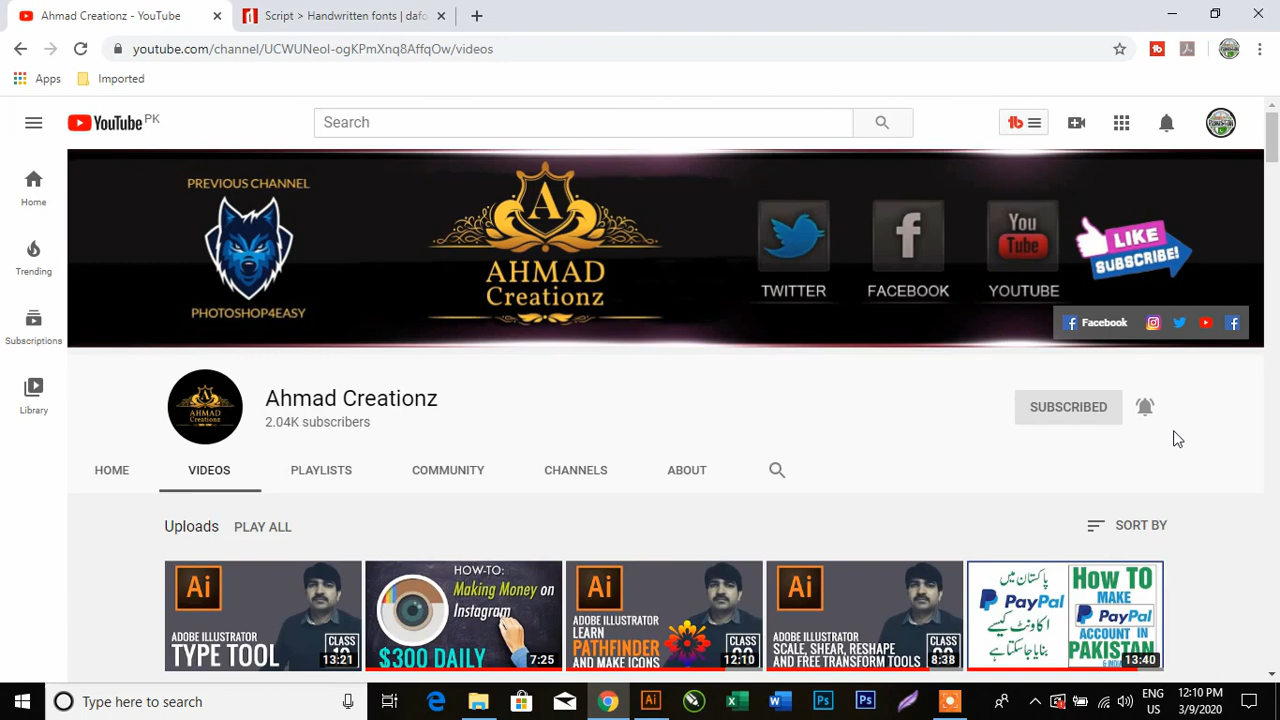 Ahmad Creationz - YouTube
Script > Handwritten fonts | dafo
youtube.com/channel/UCWUNeol-ogKPmXnq8AffqOw/videos
Apps
Imported
YouTube PK
Search
Home
Trending
Subscriptions
Library
PREVIOUS CHANNEL
PHOTOSHOP4EASY
A
AHMAD
Creationz
TWITTER
FACEBOOK
You
Tube
YOUTUBE
LIKE
SUBSCRIBE!
Facebook
Ahmad Creationz
2.04K subscribers
SUBSCRIBED
HOME
VIDEOS
PLAYLISTS
COMMUNITY
CHANNELS
ABOUT
Uploads
PLAY ALL
SORT BY
Ai
ADOBE ILLUSTRATOR
TYPE TOOL
CLASS
13:21
HOW-TO:
Making Money on
Instagram
$300 DAILY
7:25
Ai
ADOBE ILLUSTRATOR
LEARN
PATHFINDER
AND MAKE ICONS
CLASS
12:10
Ai
ADOBE ILLUSTRATOR
SCALE, SHEAR, RESHAPE
AND FREE TRANSFORM TOOLS
CLASS
8:38
پاکستان میں
PayPal
اکاونٹ کیسے
بنایا جاسکتا ہے
HOW TO
MAKE
PayPal
ACCOUNT IN
PAKISTAN
13:40
Type here to search
ENG
US
12:10 PM
3/9/2020